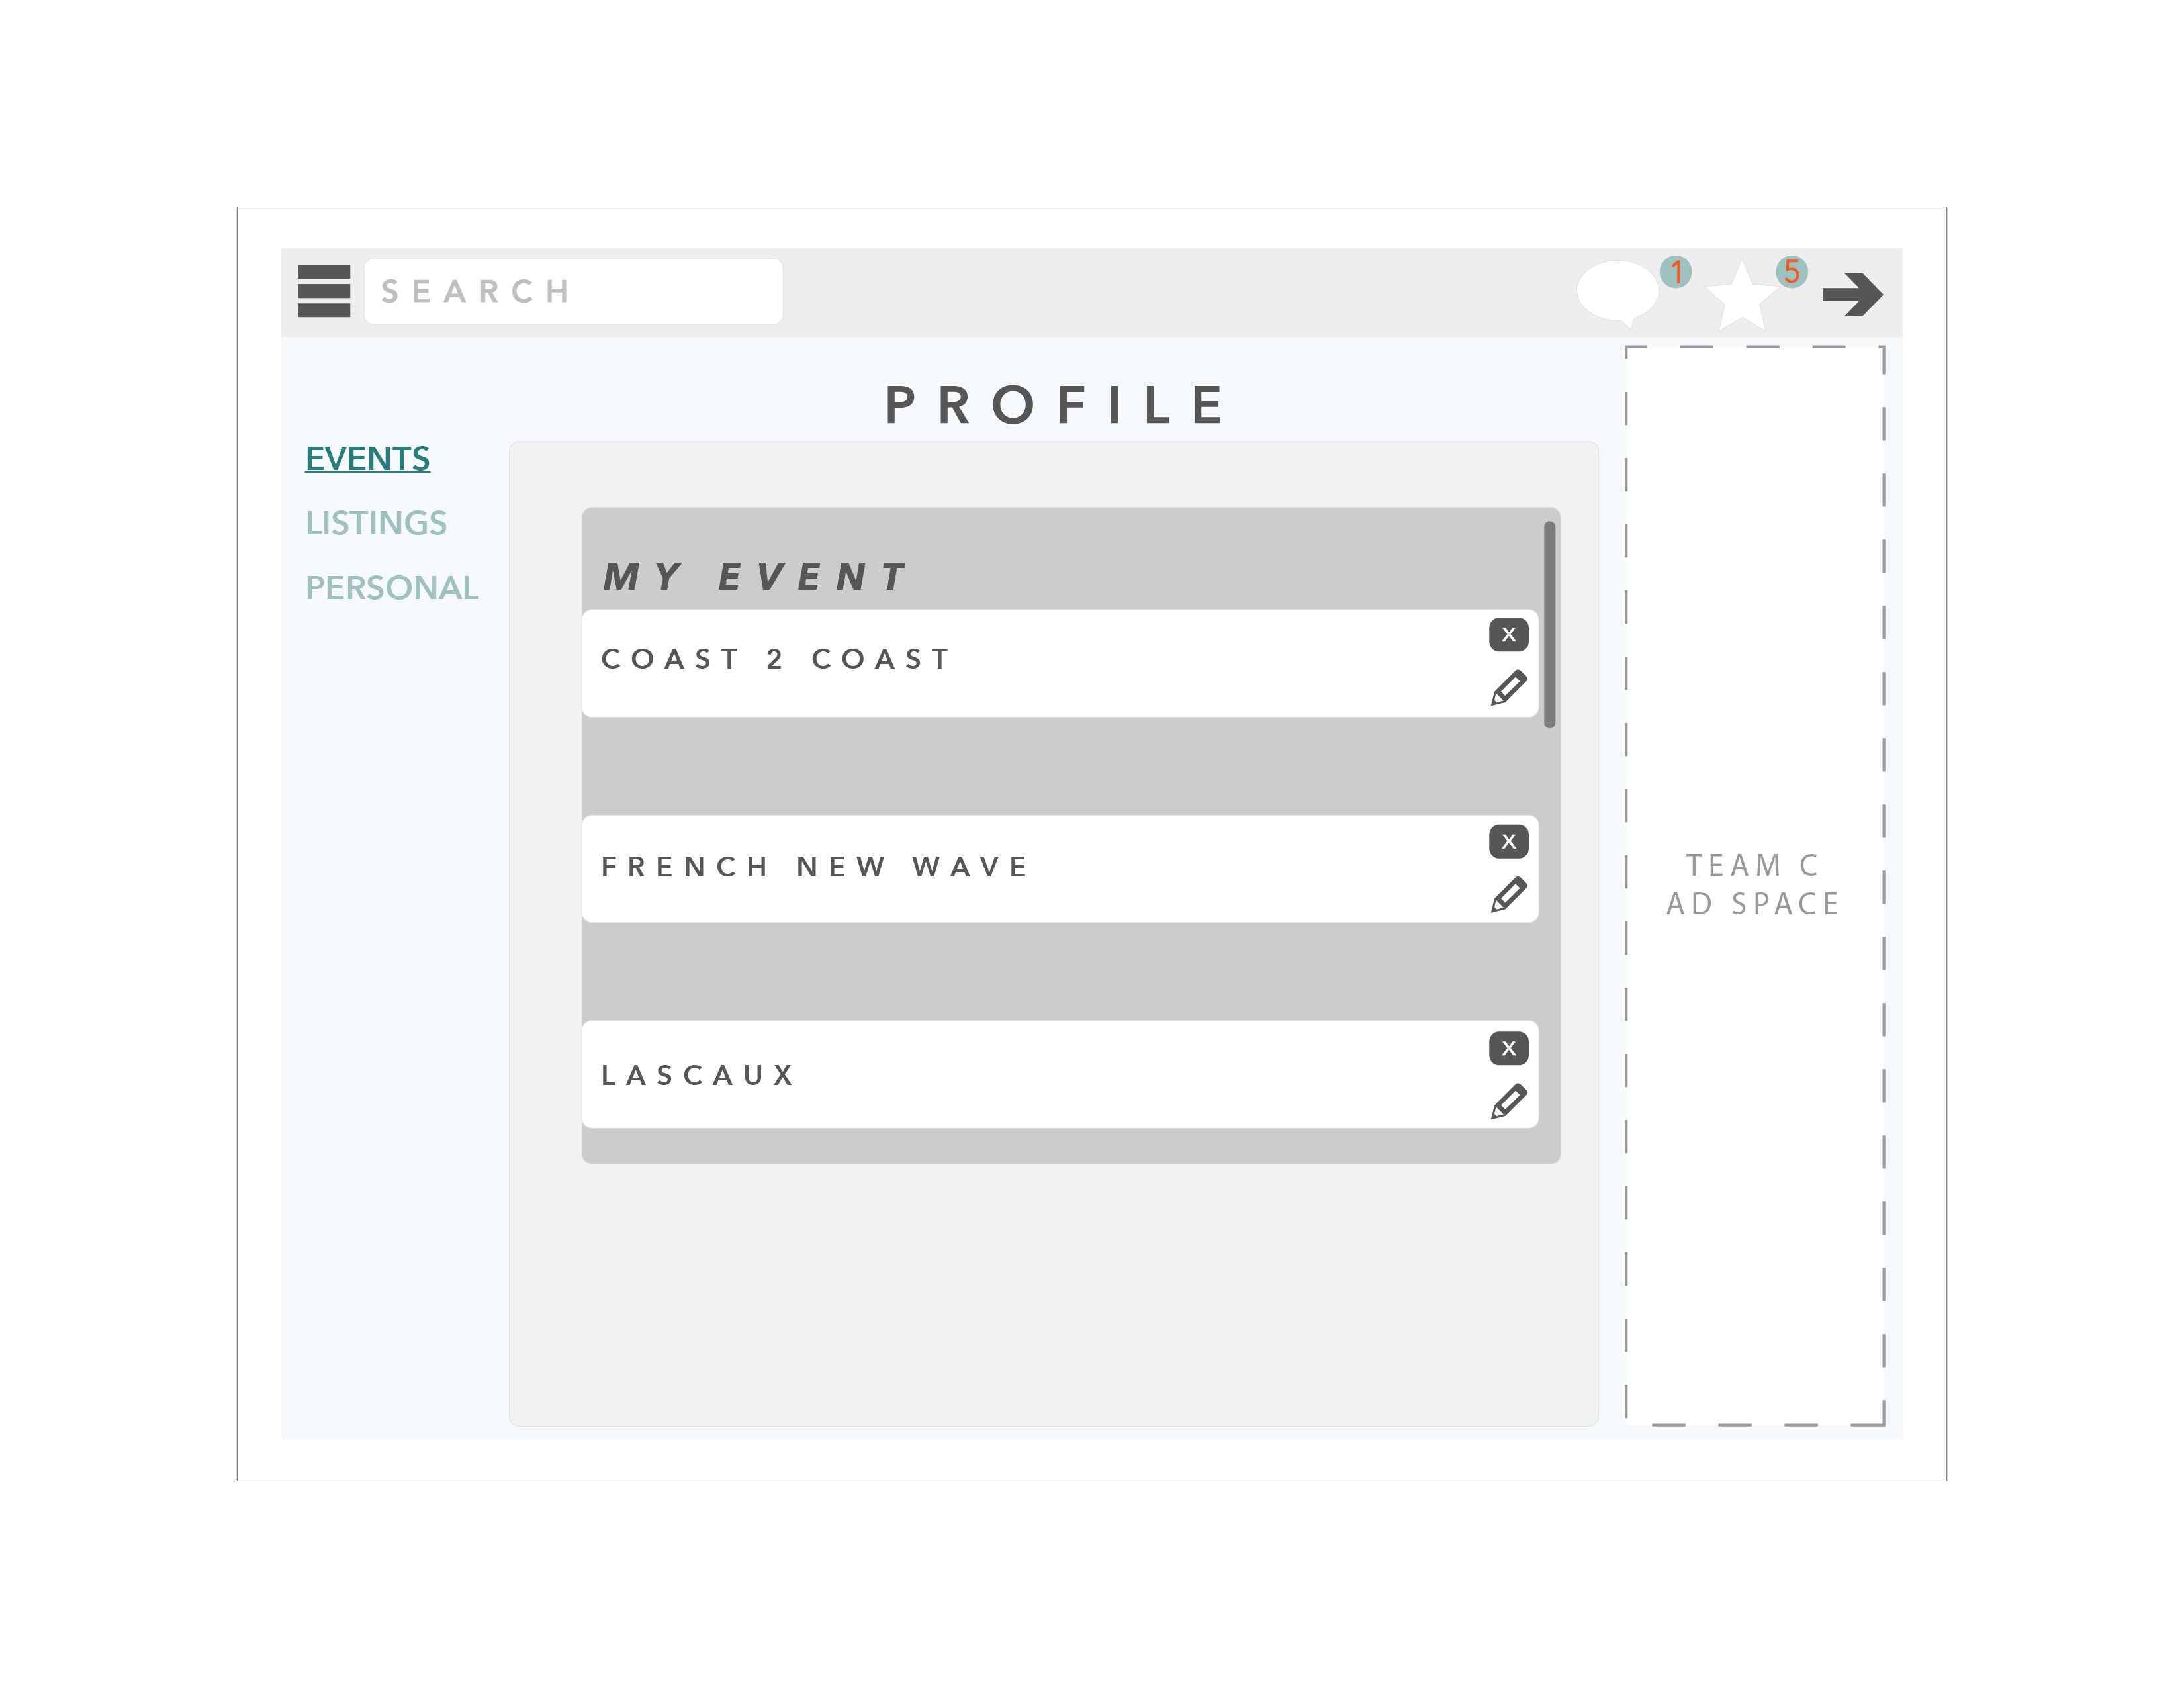 SEARCH
1
5
PROFILE
EVENTS
LISTINGS
PERSONAL
MY EVENT
COAST 2 COAST
X
FRENCH NEW WAVE
X
LASCAUX
X
TEAM C
AD SPACE